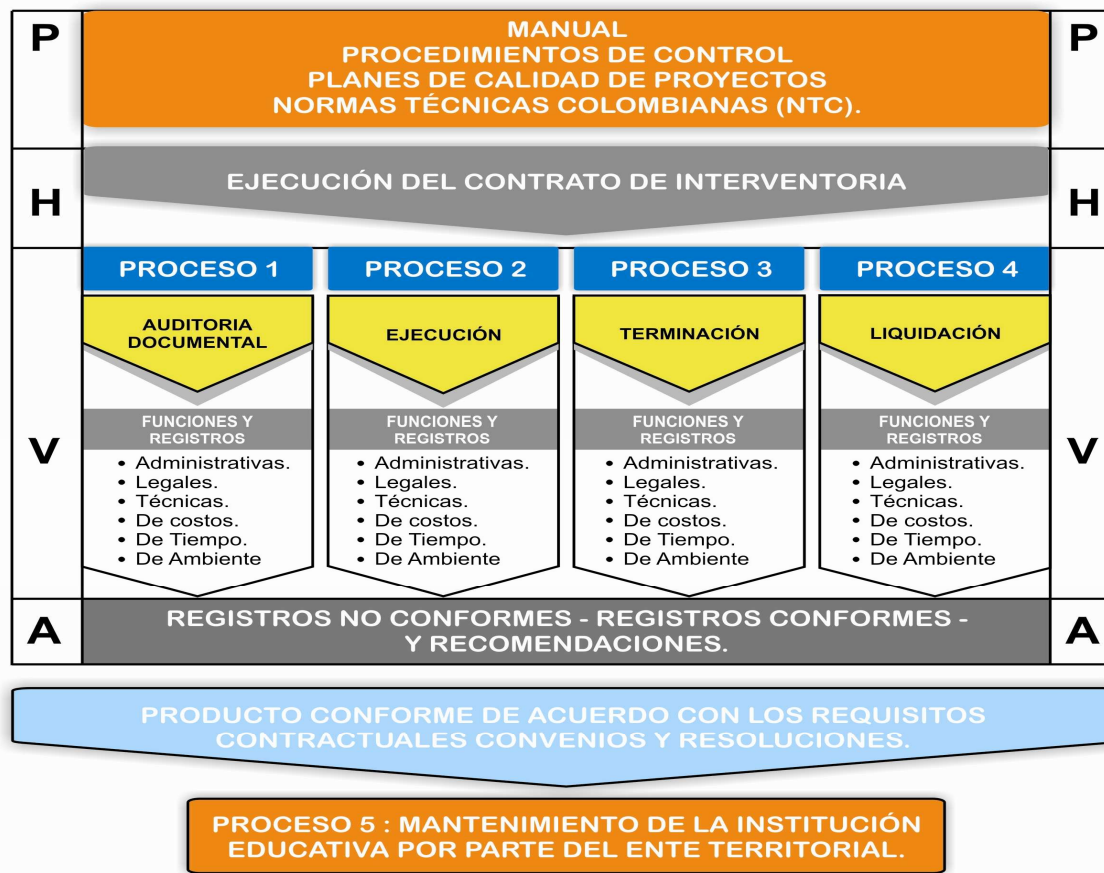 P
MANUAL
PROCEDIMIENTOS DE CONTROL
PLANES DE CALIDAD DE PROYECTOS
NORMAS TÉCNICAS COLOMBIANAS (NTC).
P
H
EJECUCIÓN DEL CONTRATO DE INTERVENTORIA
H
V
PROCESO 1
AUDITORIA
DOCUMENTAL
FUNCIONES Y
REGISTROS
• Administrativas.
• Legales.
• Técnicas.
• De costos.
• De Tiempo.
• De Ambiente
PROCESO 2
EJECUCIÓN
FUNCIONES Y
REGISTROS
• Administrativas.
• Legales.
• Técnicas.
• De costos.
• De Tiempo.
• De Ambiente
PROCESO 3
TERMINACIÓN
FUNCIONES Y
REGISTROS
• Administrativas.
• Legales.
• Técnicas.
• De costos.
• De Tiempo.
• De Ambiente
PROCESO 4
LIQUIDACIÓN
FUNCIONES Y
REGISTROS
• Administrativas.
• Legales.
• Técnicas.
• De costos.
• De Tiempo.
• De Ambiente
V
A
REGISTROS NO CONFORMES - REGISTROS CONFORMES -
Y RECOMENDACIONES.
A
PRODUCTO CONFORME DE ACUERDO CON LOS REQUISITOS
CONTRACTUALES CONVENIOS Y RESOLUCIONES.
PROCESO 5 : MANTENIMIENTO DE LA INSTITUCIÓN
EDUCATIVA POR PARTE DEL ENTE TERRITORIAL.